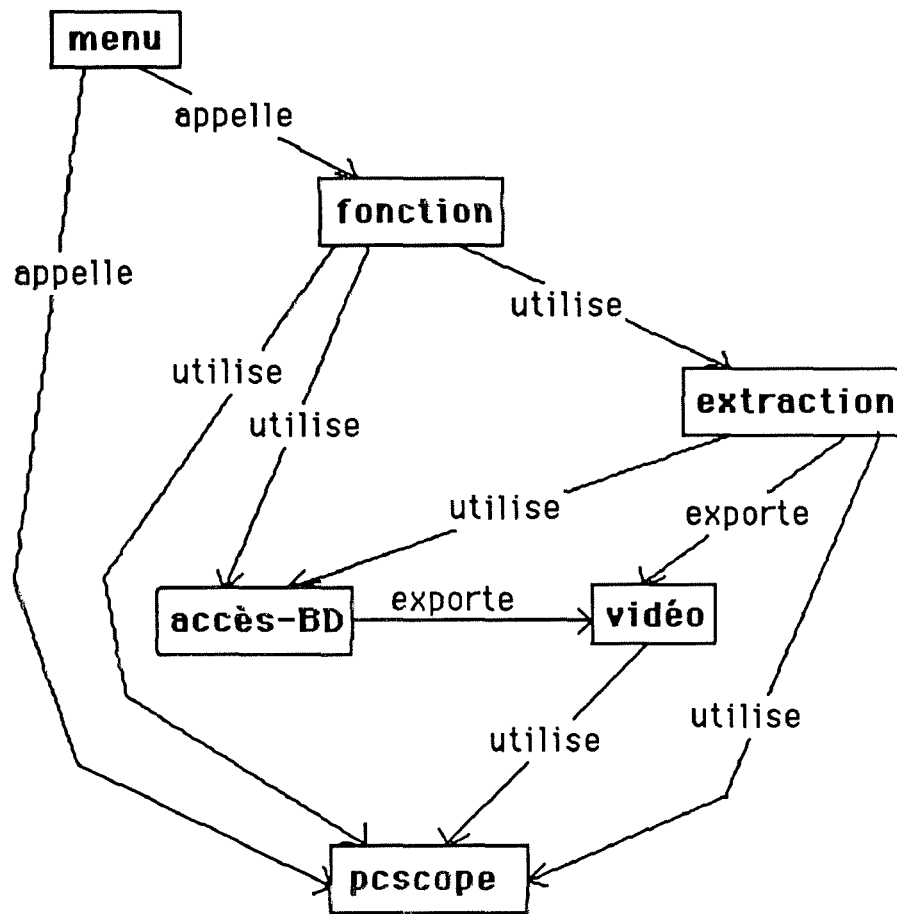 menu
appelle
fonction
appelle
utilise
utilise
extraction
utilise
utilise
exporte
accès-BD
exporte
vidéo
utilise
utilise
pcscope